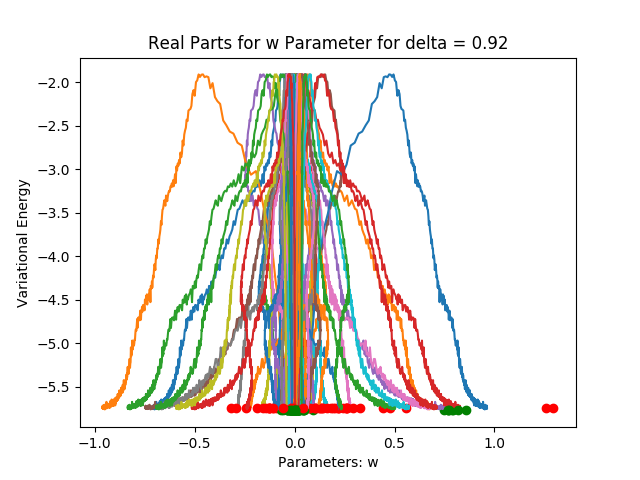 Real Parts for w Parameter for delta = 0.92
Variational Energy
−2.0
−2.5
−3.0
−3.5
−4.0
−4.5
−5.0
−5.5
−1.0 −0.5 0.0 0.5 1.0
Parameters: w